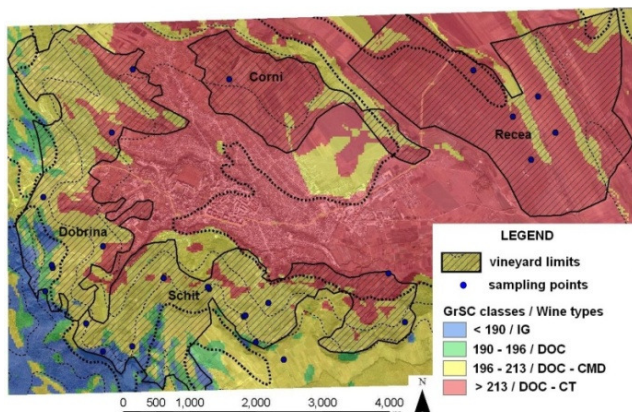 Corni
Recea
Dobrina
Schit
LEGEND
vineyard limits
sampling points
GrSC classes / Wine types
< 190 / IG
190 - 196 / DOC
196 - 213 / DOC - CMD
> 213 / DOC - CT
N
0 500 1,000 2,000 3,000 4,000